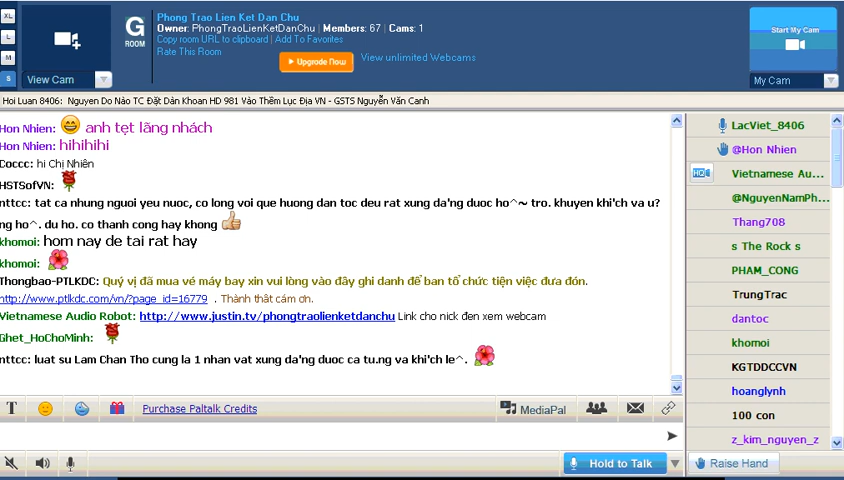 XL
L
M
S
View Cam
G
ROOM
Phong Trao Lien Ket Dan Chu
Owner: PhongTraoLienKetDanChu | Members: 67 | Cams: 1
Copy room URL to clipboard | Add To Favorites
Rate This Room
Upgrade Now
View unlimited Webcams
Start My Cam
My Cam
Hoi Luan 8406: Nguyen Do Nào TC Đặt Dàn Khoan HD 981 Vào Thềm Lục Địa VN - GSTS Nguyễn Văn Canh
Hon Nhien: anh tẹt lãng nhách
Hon Nhien: hihihihi
Coccc: hi Chị Nhiên
HSTSofVN:
nttcc: tat ca nhung nguoi yeu nuoc, co long voi que huong dan toc deu rat xung da'ng duoc ho^~ tro. khuyen khi'ch va u?
ng ho^. du ho. co thanh cong hay khong
khomoi: hom nay de tai rat hay
khomoi:
Thongbao-PTLKDC: Quý vị đã mua vé máy bay xin vui lòng vào đây ghi danh để ban tổ chức tiện việc đưa đón.
http://www.ptlkdc.com/vn/?page_id=16779 . Thành thật cám ơn.
Vietnamese Audio Robot: http://www.justin.tv/phongtraolienketdanchu Link cho nick đen xem webcam
Ghet_HoChoMinh:
nttcc: luat su Lam Chan Tho cung la 1 nhan vat xung da'ng duoc ca tu.ng va khi'ch le^.
T
Purchase Paltalk Credits
MediaPal
Hold to Talk
LacViet_8406
@Hon Nhien
HQ
Vietnamese Au...
@NguyenNamPh...
Thang708
s The Rock s
PHAM_CONG
TrungTrac
dantoc
khomoi
KGTDDCCVN
hoanglynh
100 con
z_kim_nguyen_z
Raise Hand